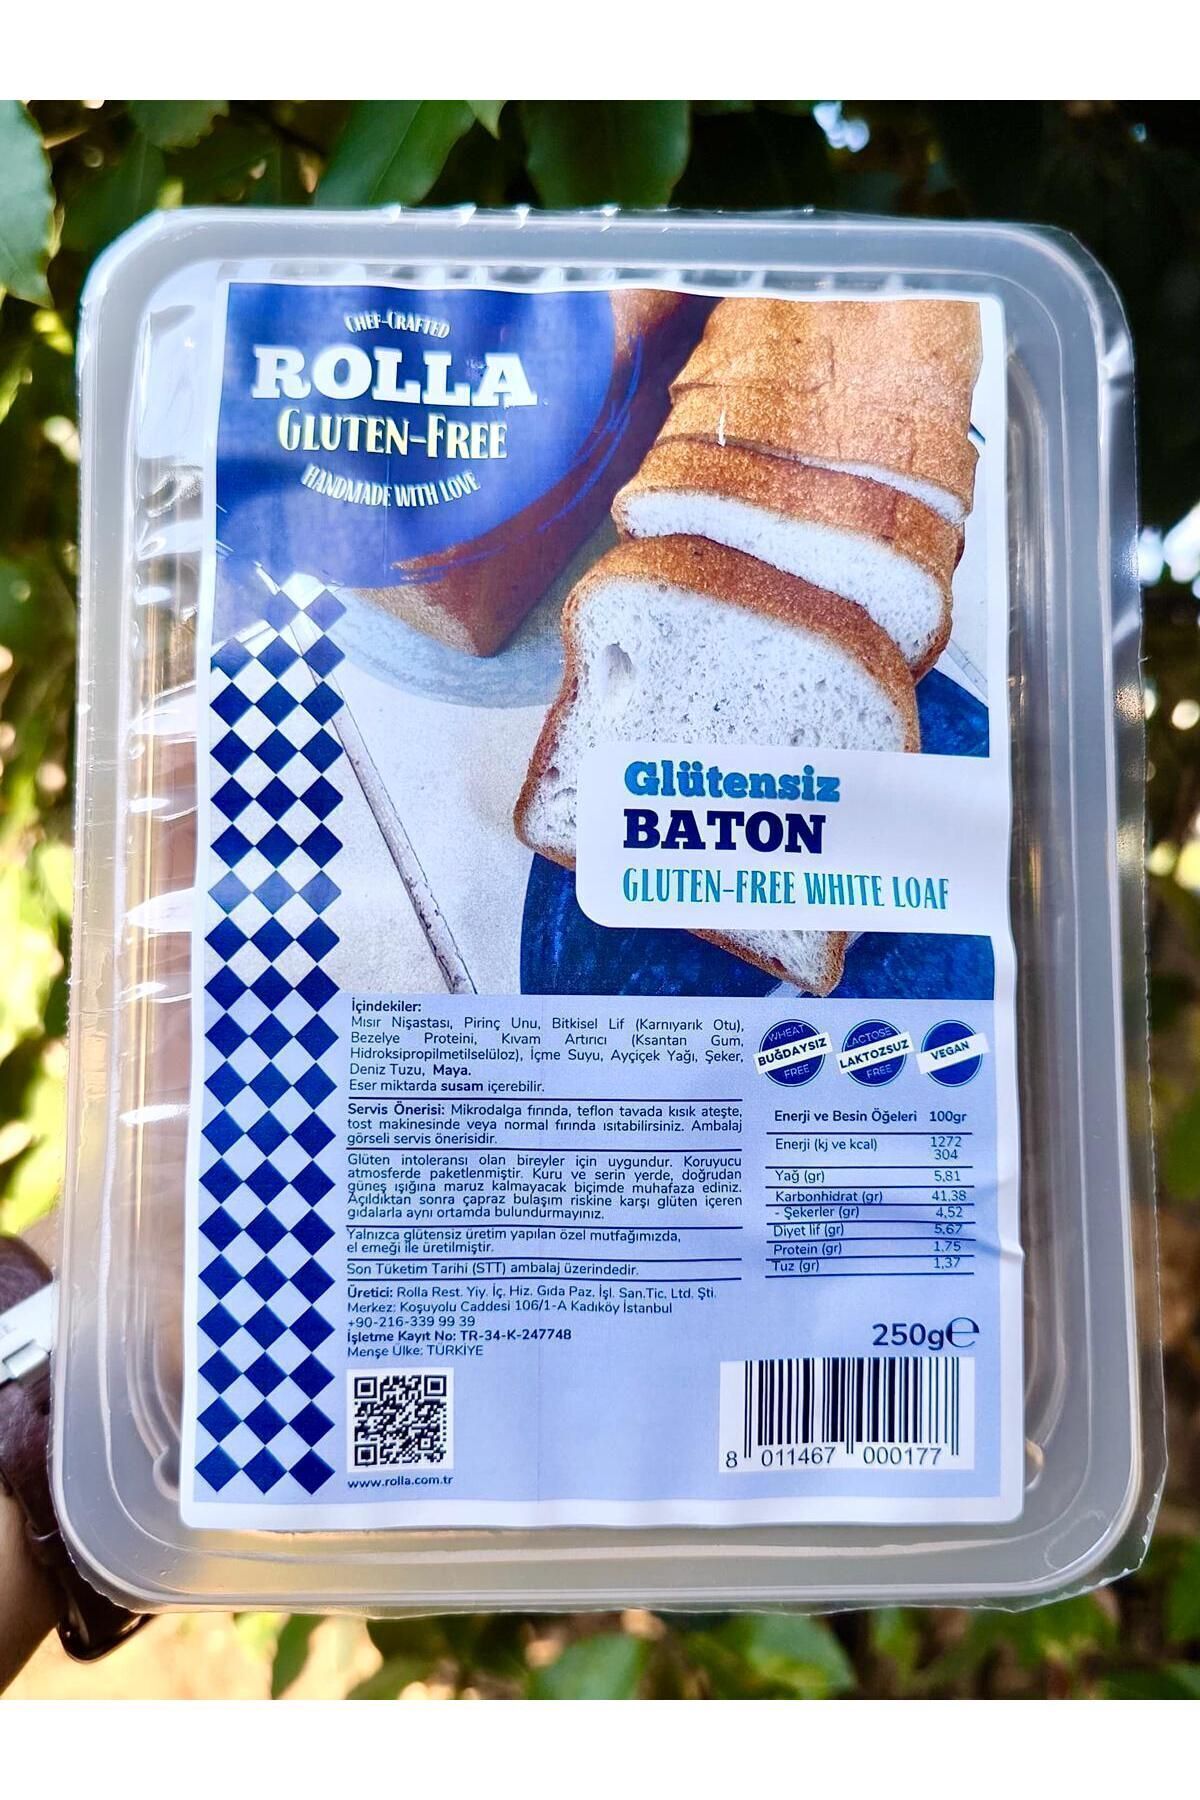 CHEF-CRAFTED
ROLLA
GLUTEN-FREE
HANDMADE WITH LOVE
Glütensiz
BATON
GLUTEN-FREE WHITE LOAF
İçindekiler:
Mısır Nişastası, Pirinç Unu, Bitkisel Lif (Karnıyarık Otu),
Bezelye Proteini, Kıvam Artırıcı (Ksantan Gum,
Hidroksipropilmetilselüloz), İçme Suyu, Ayçiçek Yağı, Şeker,
Deniz Tuzu, Maya.
Eser miktarda susam içerebilir.
Servis Önerisi: Mikrodalga fırında, teflon tavada kısık ateşte,
tost makinesinde veya normal fırında ısıtabilirsiniz. Ambalaj
görseli servis önerisidir.
Glüten intoleransı olan bireyler için uygundur. Koruyucu
atmosferde paketlenmiştir. Kuru ve serin yerde, doğrudan
güneş ışığına maruz kalmayacak biçimde muhafaza ediniz.
Açıldıktan sonra çapraz bulaşım riskine karşı glüten içeren
gıdalarla aynı ortamda bulundurmayınız.
Yalnızca glütensiz üretim yapılan özel mutfağımızda,
el emeği ile üretilmiştir.
Son Tüketim Tarihi (STT) ambalaj üzerindedir.
Üretici: Rolla Rest. Yiy. İç. Hiz. Gıda Paz. İşl. San.Tic. Ltd. Şti.
Merkez: Koşuyolu Caddesi 106/1-A Kadıköy İstanbul
+90-216-339 99 39
İşletme Kayıt No: TR-34-K-247748
Menşe Ülke: TÜRKİYE
www.rolla.com.tr
WHEAT
BUĞDAYSIZ
FREE
LACTOSE
LAKTOZSUZ
FREE
VEGAN
Enerji ve Besin Öğeleri 100gr
Enerji (kj ve kcal) 1272
304
Yağ (gr) 5,81
Karbonhidrat (gr) 41,38
- Şekerler (gr) 4,52
Diyet lif (gr) 5,67
Protein (gr) 1,75
Tuz (gr) 1,37
250g℮
8 011467 000177